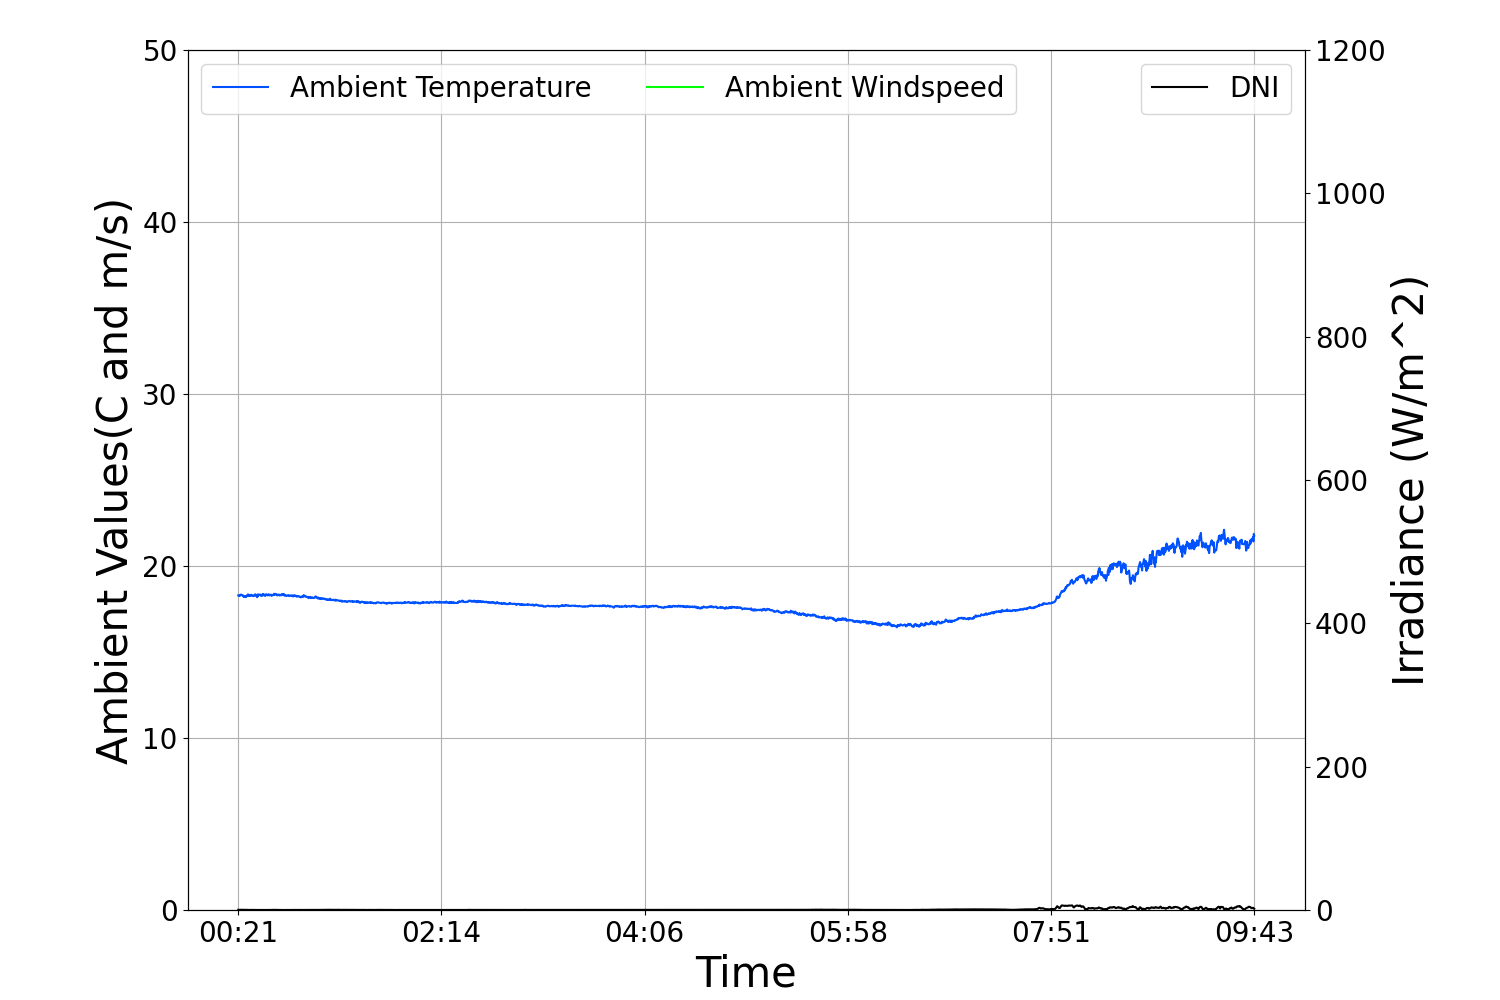 Ambient Temperature
Ambient Windspeed
DNI
Ambient Values(C and m/s)
50
40
30
20
10
0
1200
1000
800
600
400
200
0
Irradiance (W/m^2)
00:21 02:14 04:06 05:58 07:51 09:43
Time